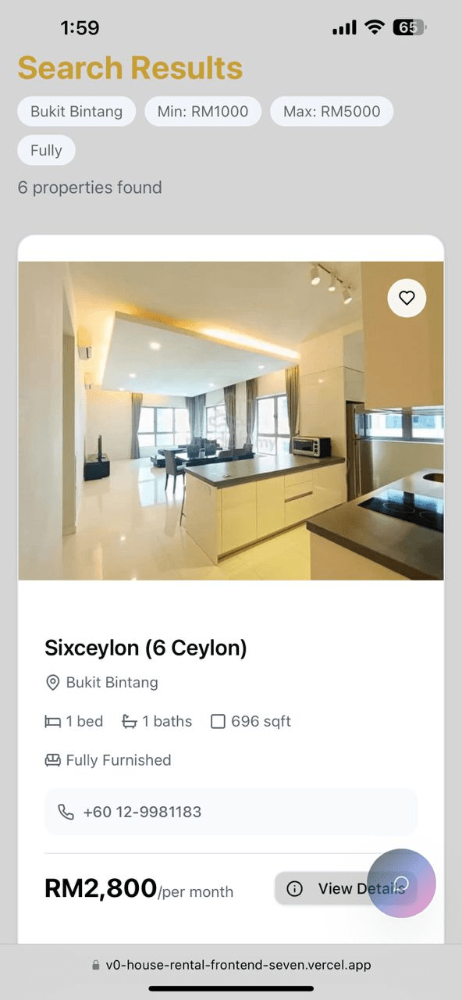 1:59
65
Search Results
Bukit Bintang
Min: RM1000
Max: RM5000
Fully
6 properties found
Sixceylon (6 Ceylon)
Bukit Bintang
1 bed 1 baths 696 sqft
Fully Furnished
+60 12-9981183
RM2,800/per month
View Details
v0-house-rental-frontend-seven.vercel.app